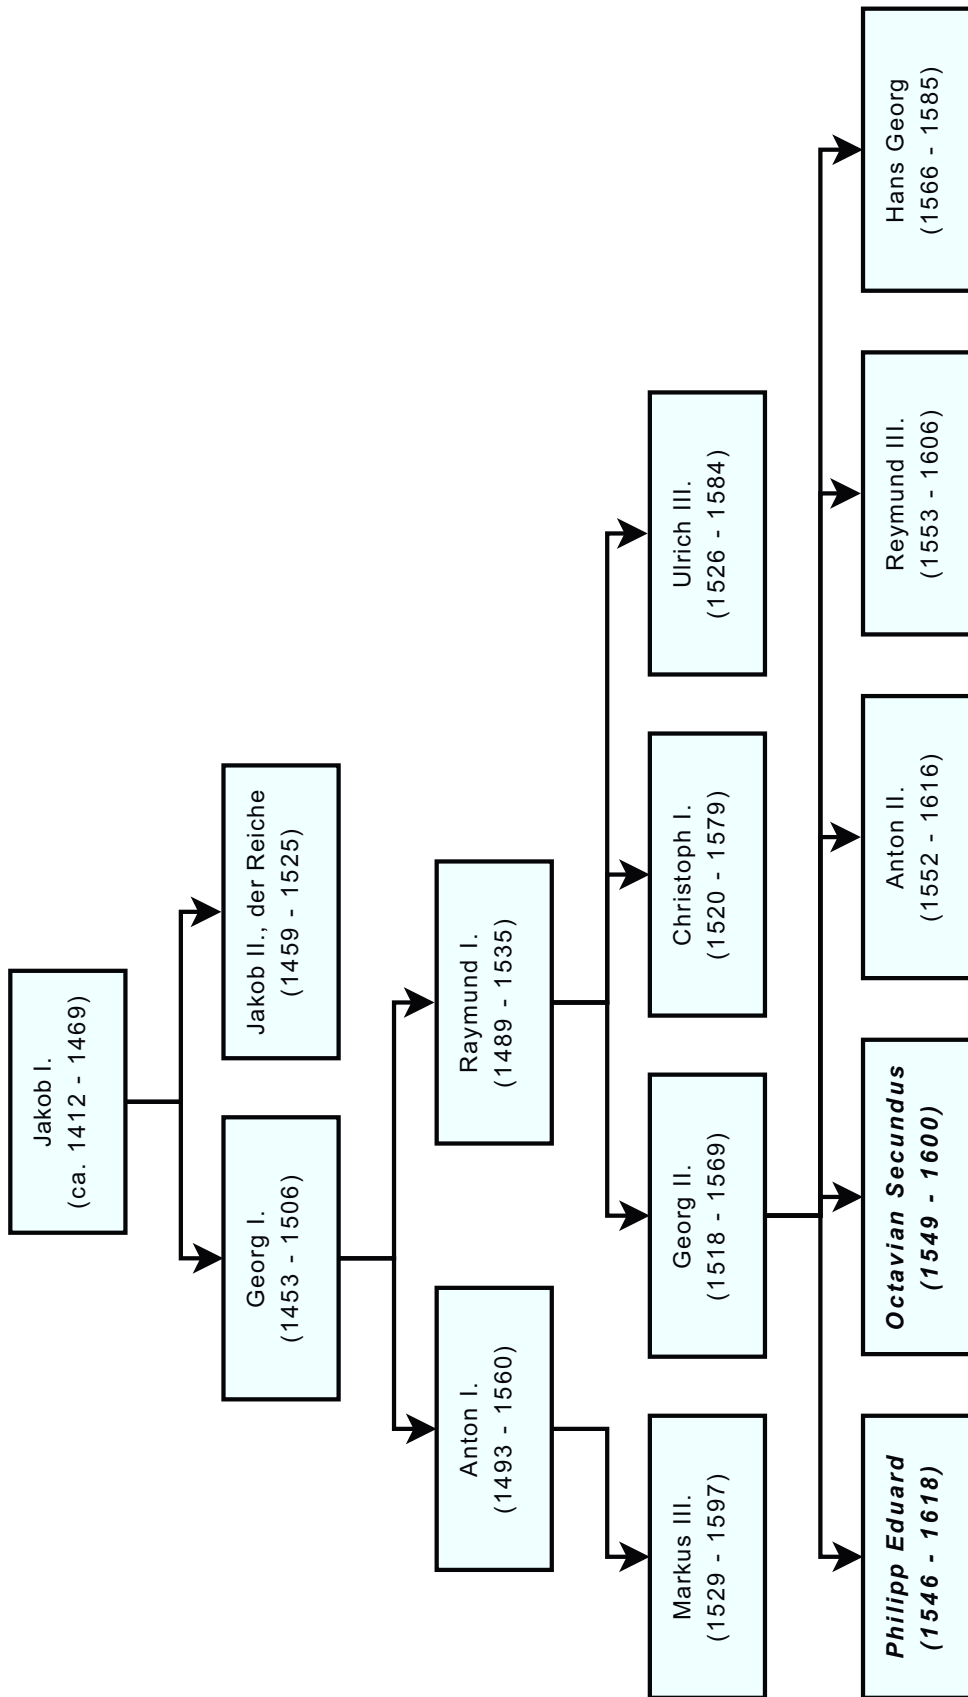 Jakob I.
(ca. 1412 - 1469)
Georg I.
(1453 - 1506)
Jakob II., der Reiche
(1459 - 1525)
Anton I.
(1493 - 1560)
Raymund I.
(1489 - 1535)
Markus III.
(1529 - 1597)
Georg II.
(1518 - 1569)
Christoph I.
(1520 - 1579)
Ulrich III.
(1526 - 1584)
Philipp Eduard
(1546 - 1618)
Octavian Secundus
(1549 - 1600)
Anton II.
(1552 - 1616)
Reymund III.
(1553 - 1606)
Hans Georg
(1566 - 1585)